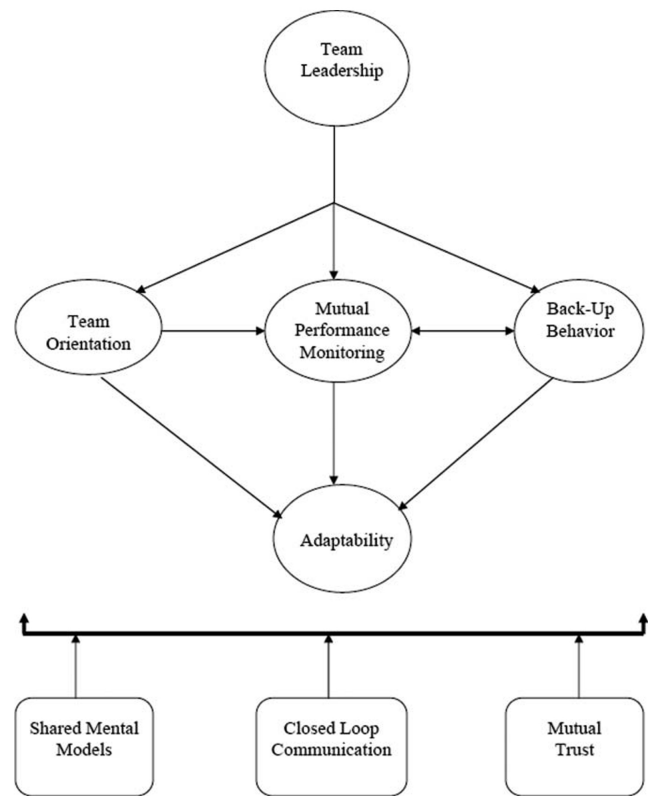 Team
Leadership
Team
Orientation
Mutual
Performance
Monitoring
Back-Up
Behavior
Adaptability
Shared Mental
Models
Closed Loop
Communication
Mutual
Trust